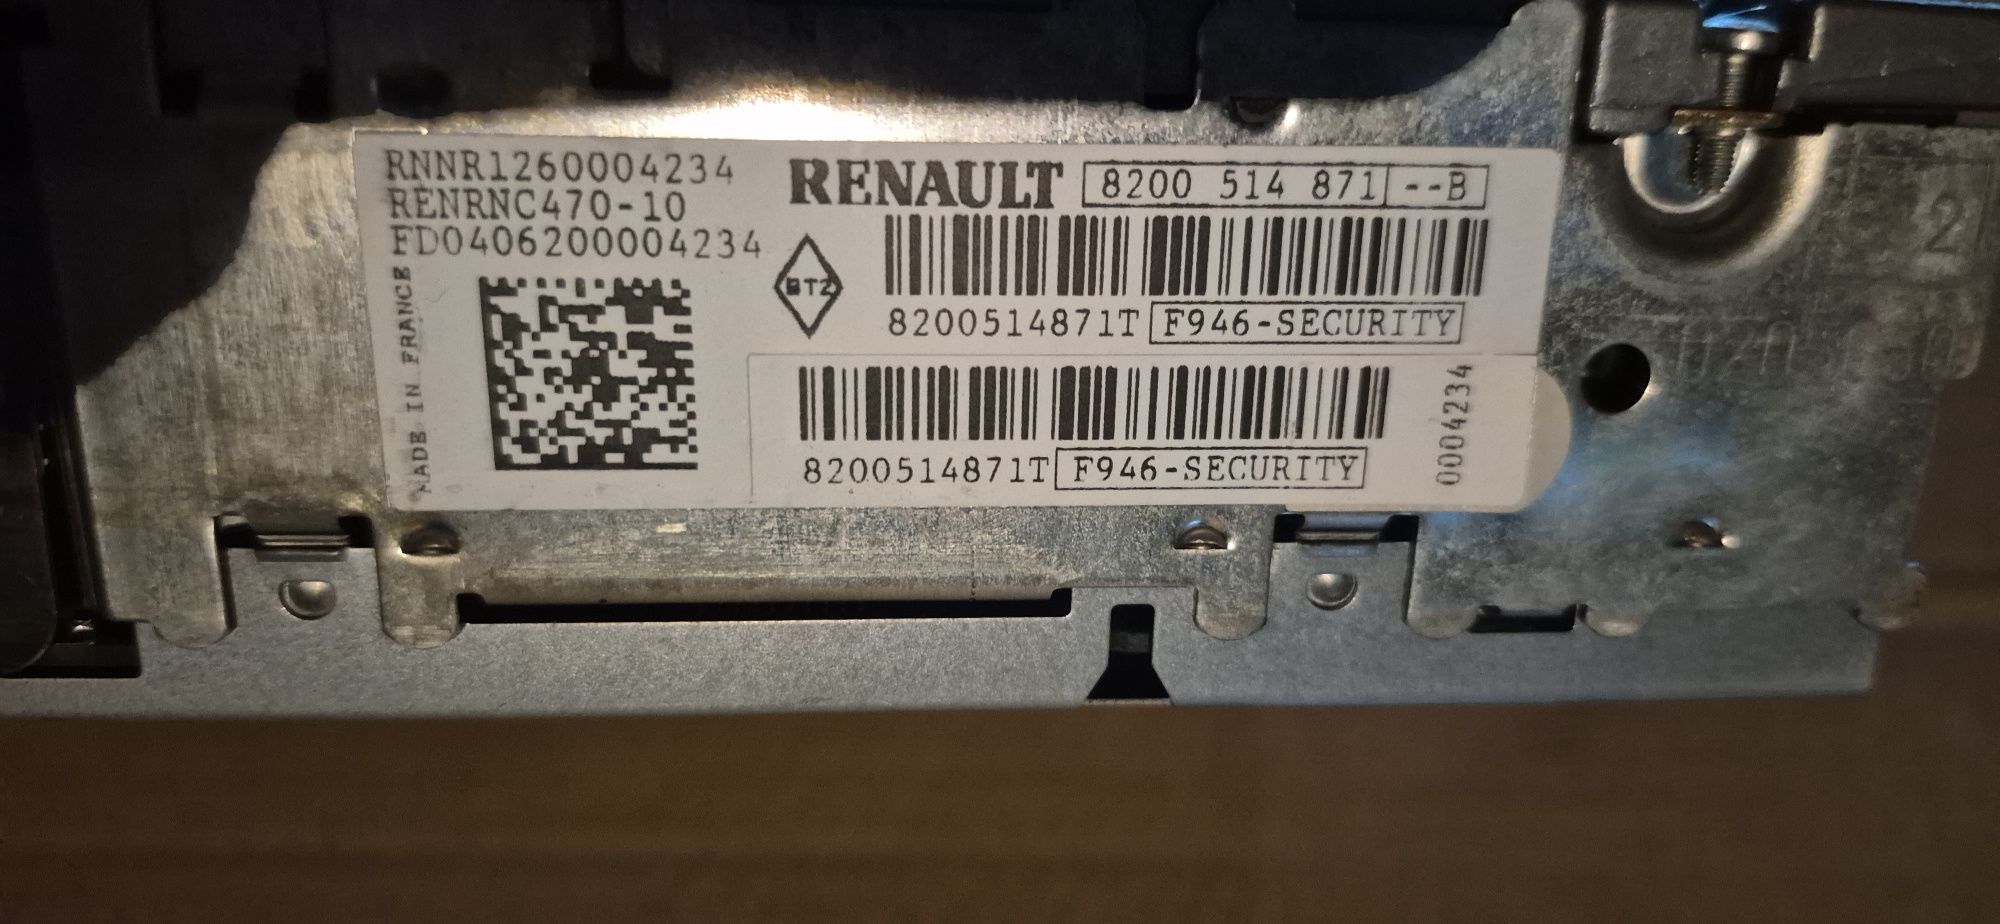 RNNR1260004234
RENRNC470-10
FD0406200004234
MADE IN FRANCE
RENAULT 8200 514 871 --B
BT2
8200514871T F946-SECURITY
8200514871T F946-SECURITY
00004234
2